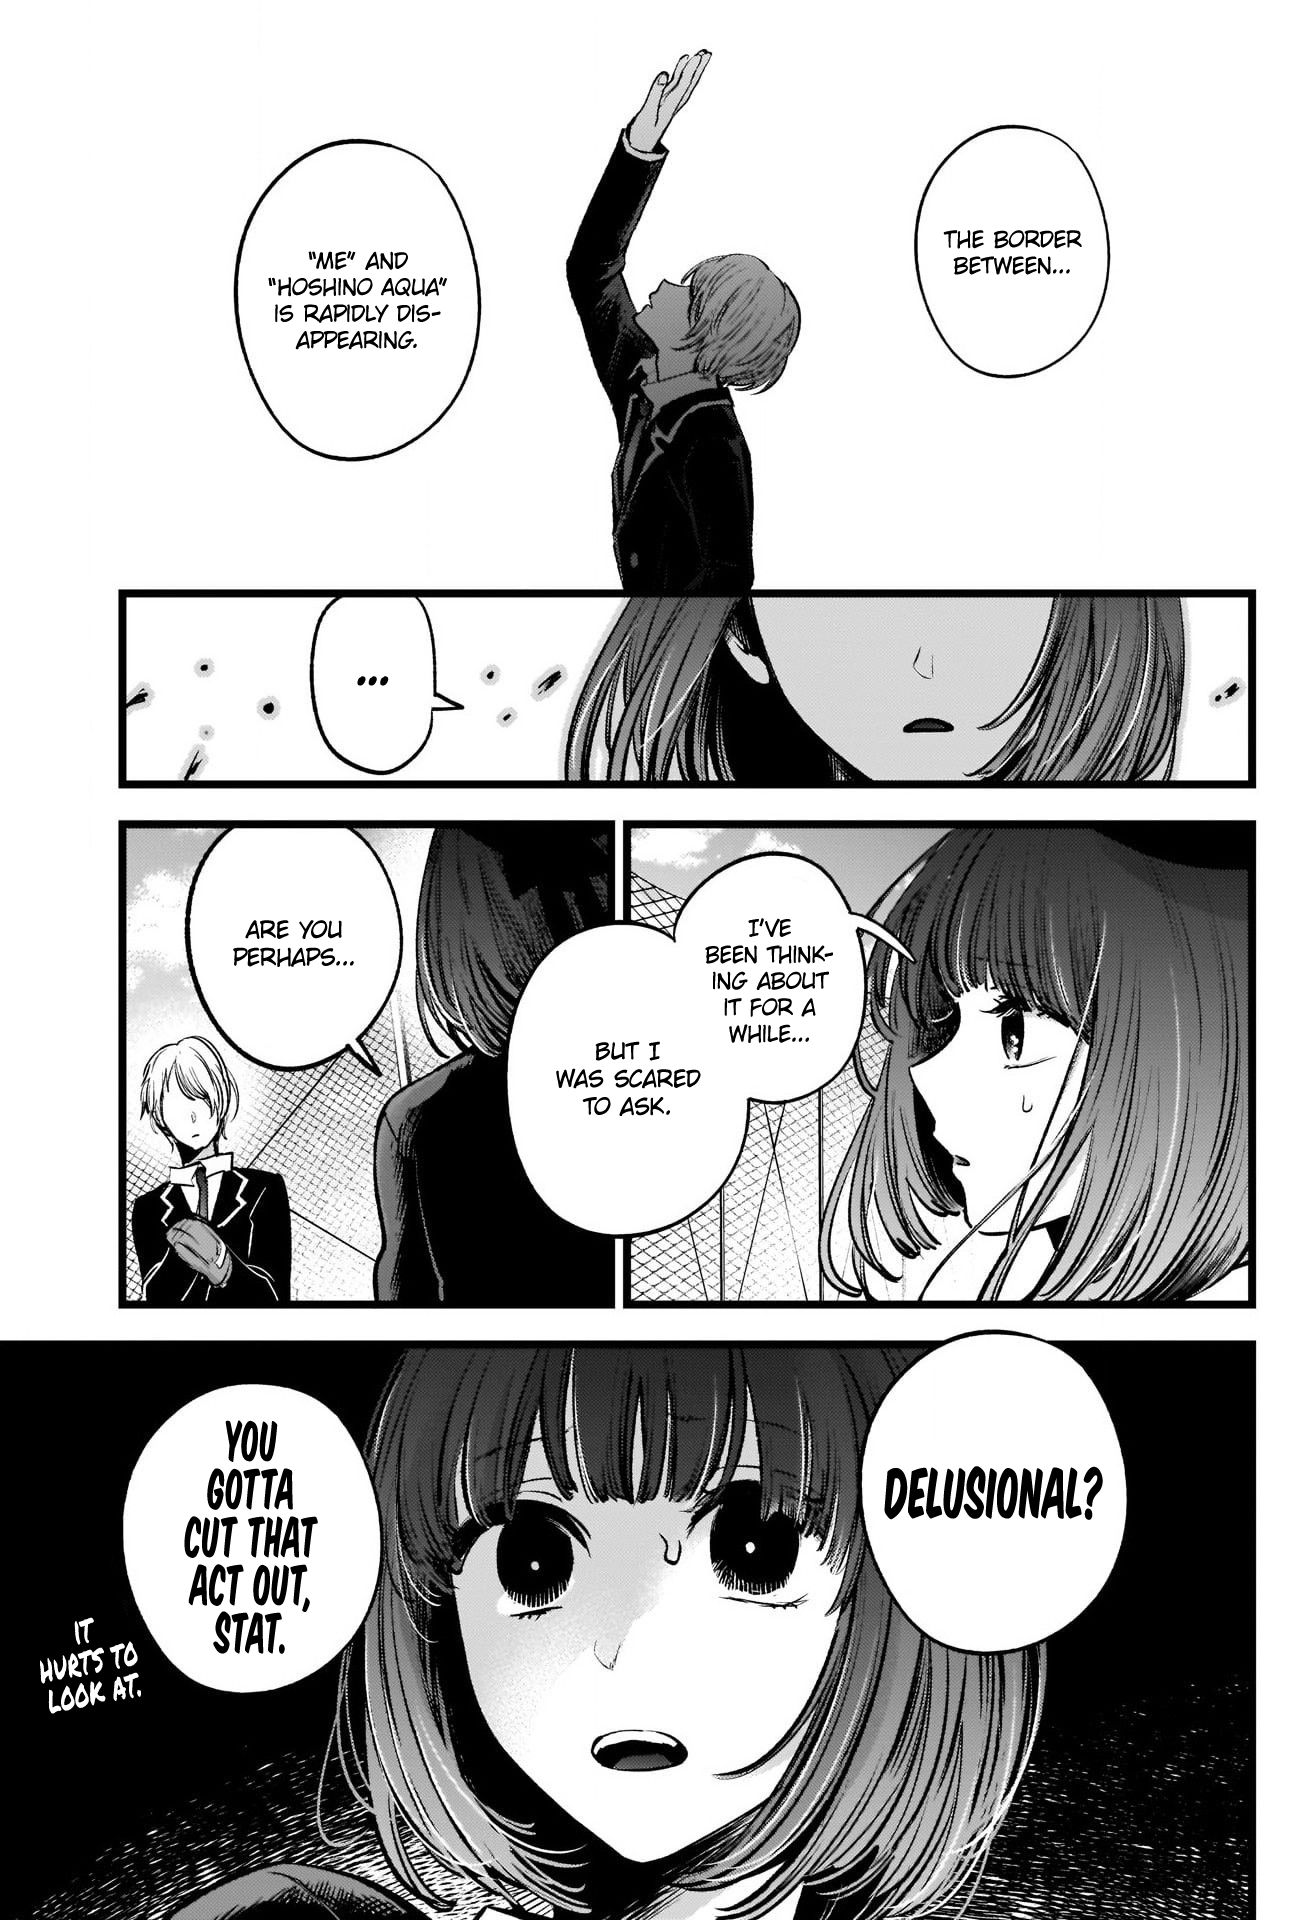 THE BORDER
BETWEEN...
"ME" AND
"HOSHINO AQUA"
IS RAPIDLY DIS-
APPEARING.
...
I'VE
BEEN THINK-
ING ABOUT
IT FOR A
WHILE...
BUT I
WAS SCARED
TO ASK.
ARE YOU
PERHAPS...
DELUSIONAL?
YOU
GOTTA
CUT THAT
ACT OUT,
STAT.
IT
HURTS TO
LOOK AT.